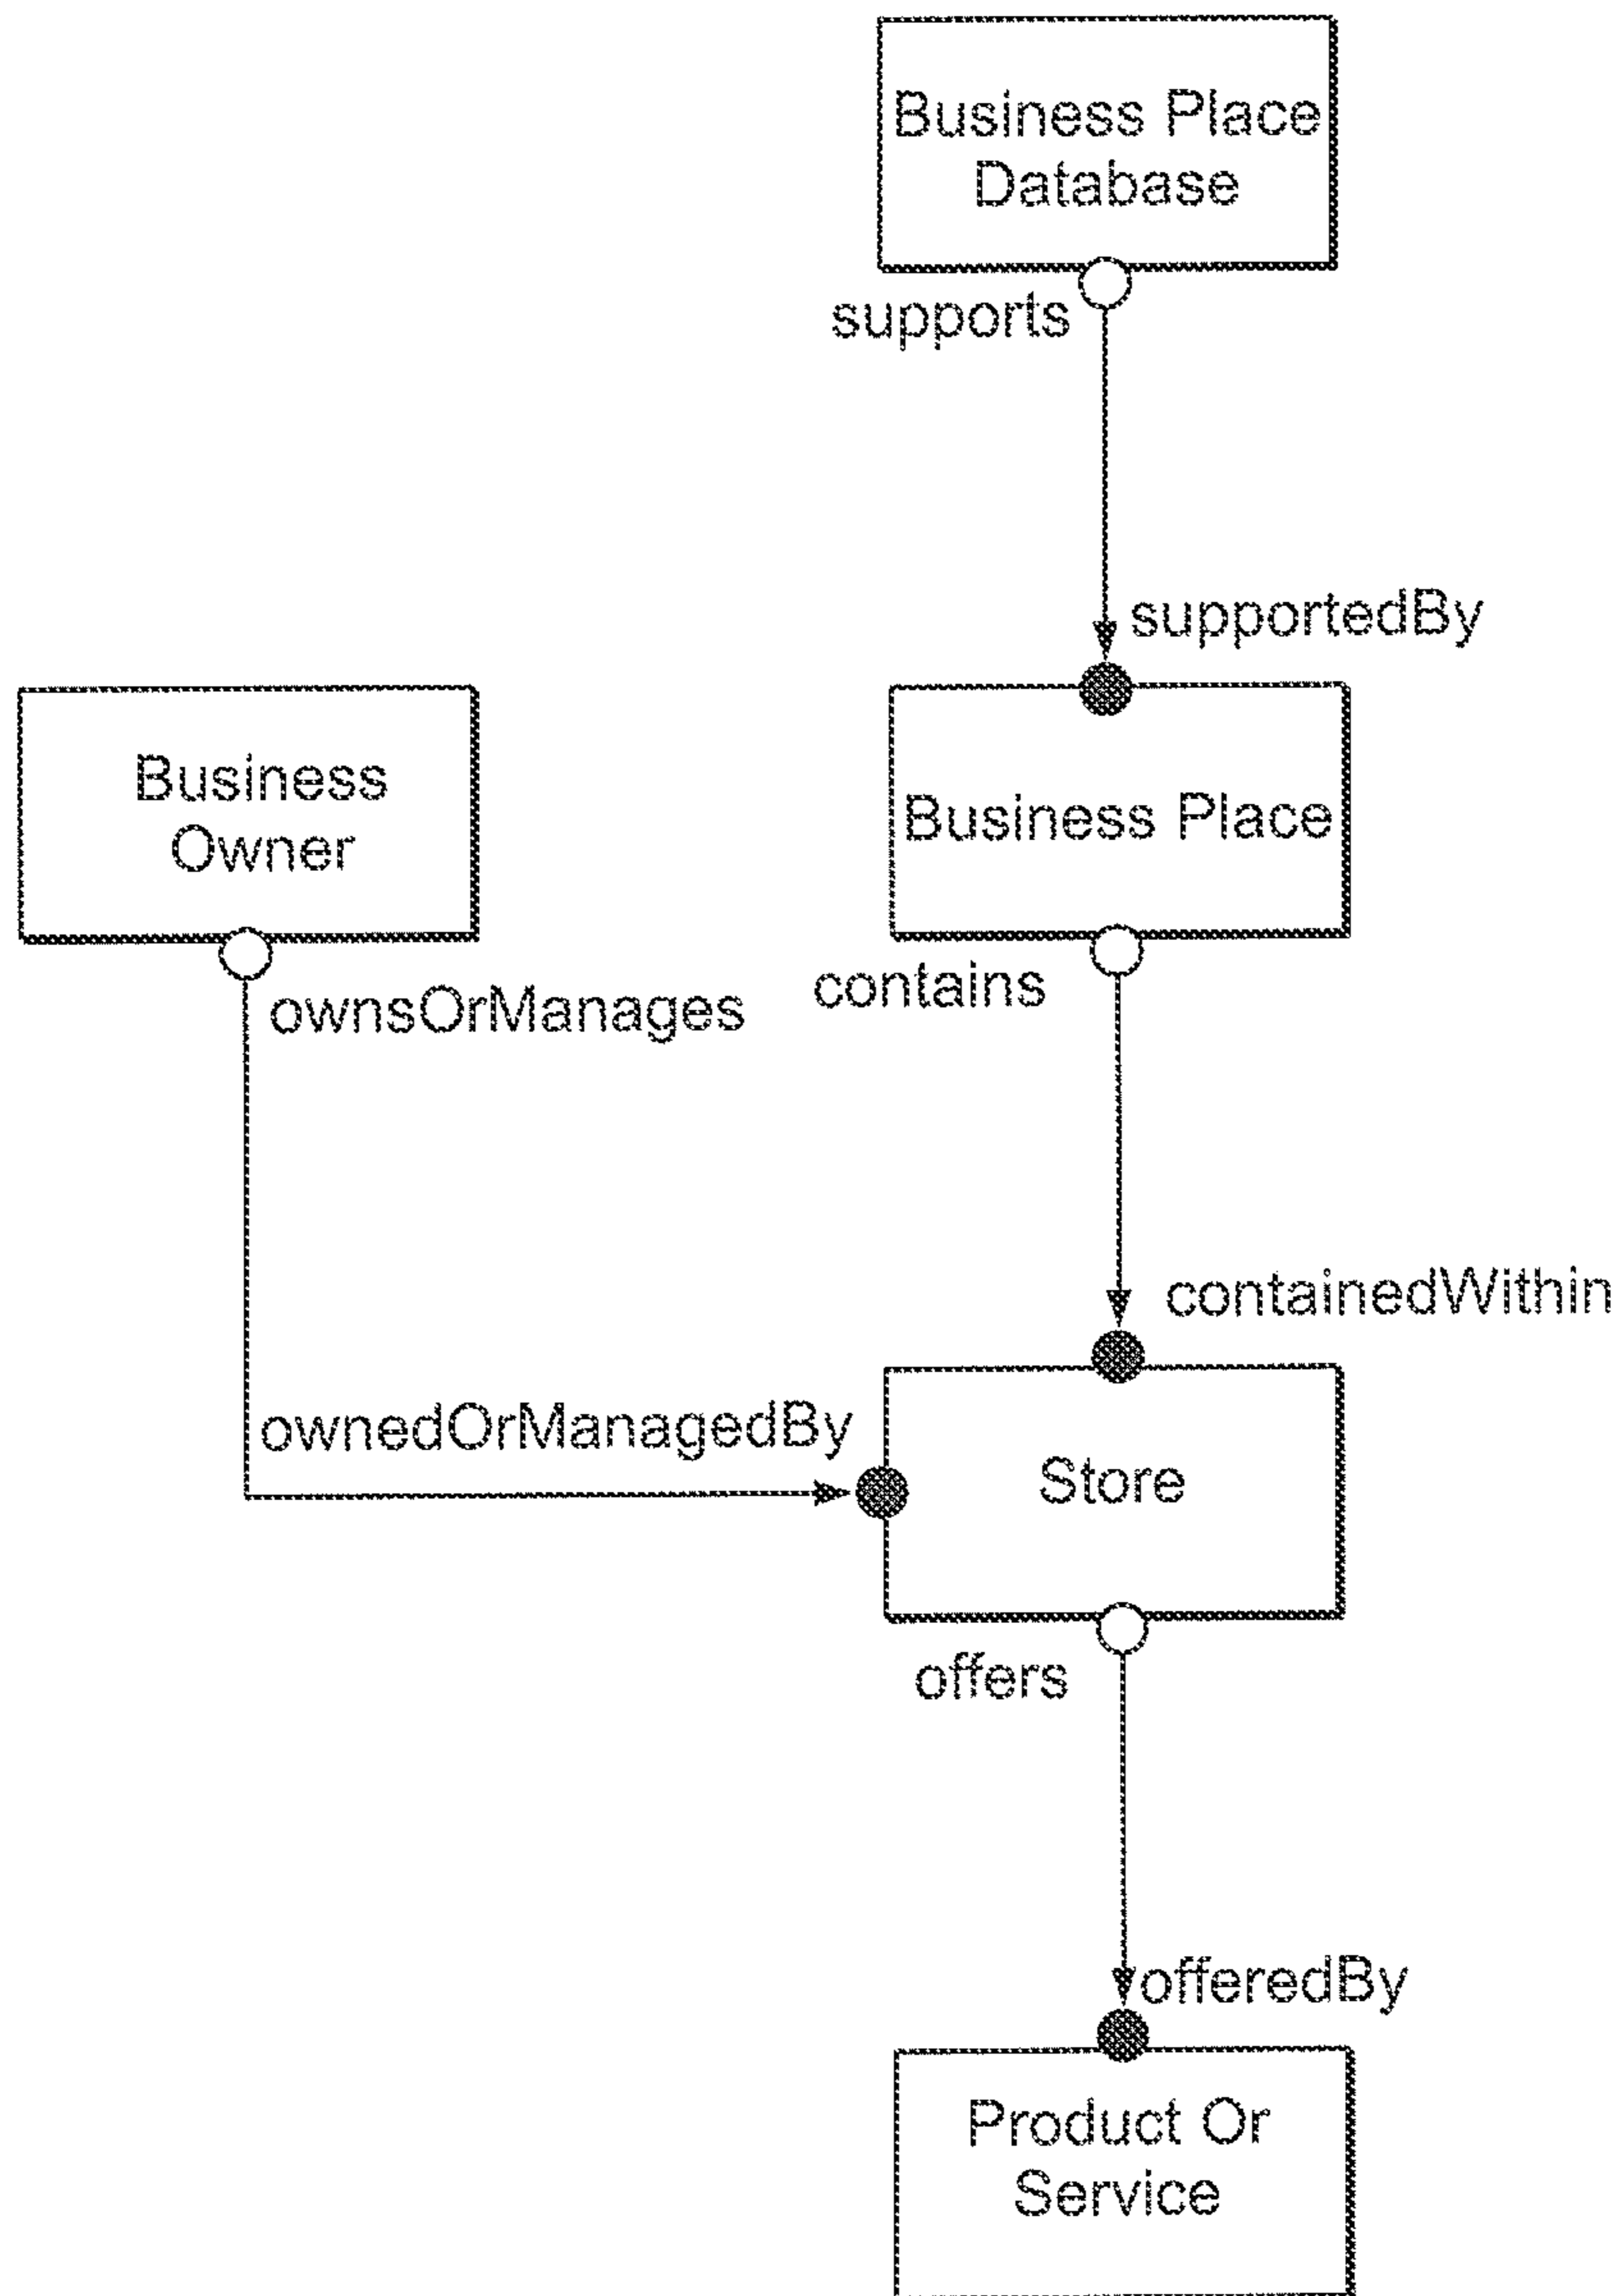 Business Place
Database
supports
supportedBy
Business
Owner
Business Place
ownsOrManages
contains
containedWithin
ownedOrManagedBy
Store
offers
offeredBy
Product Or
Service